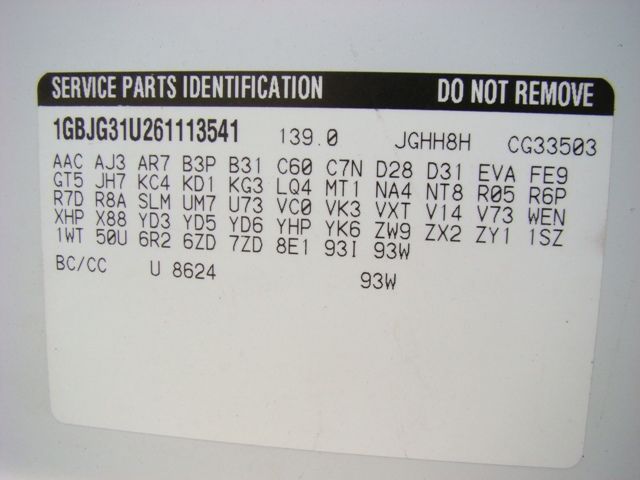 SERVICE PARTS IDENTIFICATION DO NOT REMOVE
1GBJG31U261113541 139.0 JGHH8H CG33503
AAC AJ3 AR7 B3P B31 C60 C7N D28 D31 EVA FE9
GT5 JH7 KC4 KD1 KG3 LQ4 MT1 NA4 NT8 R05 R6P
R7D R8A SLM UM7 U73 VC0 VK3 VXT V14 V73 WEN
XHP X88 YD3 YD5 YD6 YHP YK6 ZW9 ZX2 ZY1 1SZ
1WT 50U 6R2 6ZD 7ZD 8E1 93I 93W
BC/CC U 8624 93W